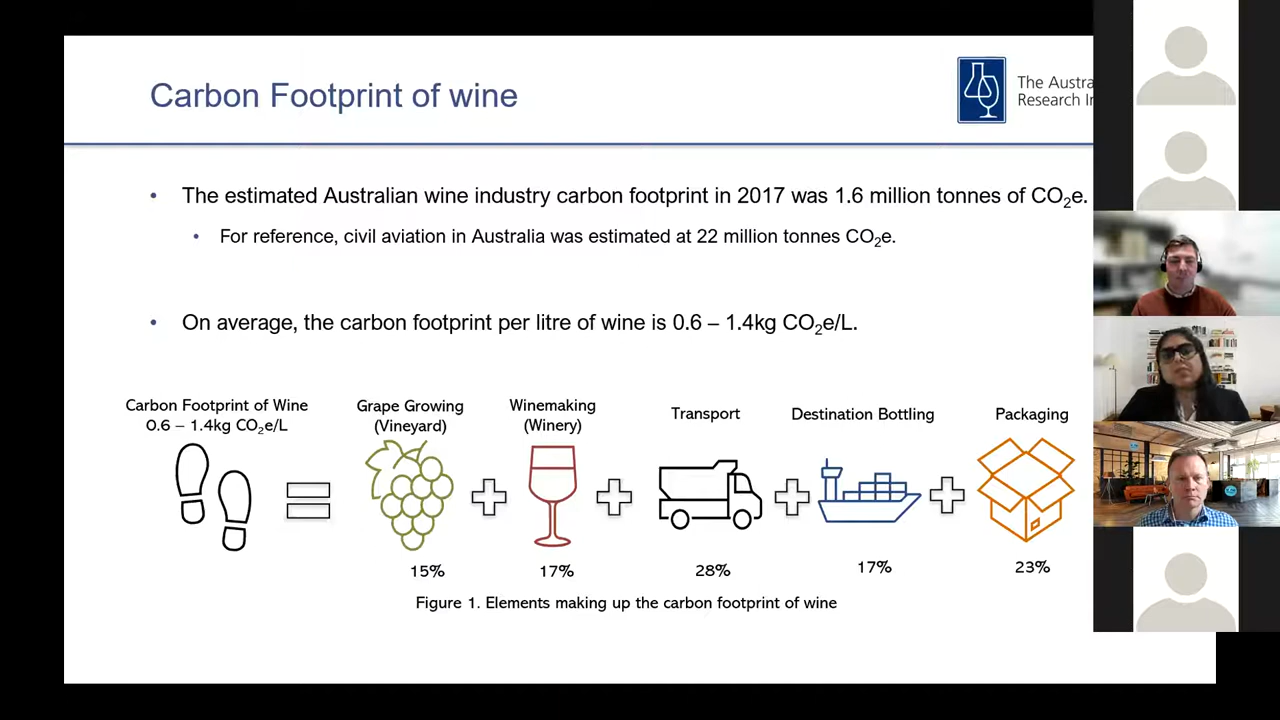 Carbon Footprint of wine
The Austra
Research In
• The estimated Australian wine industry carbon footprint in 2017 was 1.6 million tonnes of CO₂e.
• For reference, civil aviation in Australia was estimated at 22 million tonnes CO₂e.
• On average, the carbon footprint per litre of wine is 0.6 – 1.4kg CO₂e/L.
Carbon Footprint of Wine
0.6 – 1.4kg CO₂e/L
Grape Growing
(Vineyard)
Winemaking
(Winery)
Transport
Destination Bottling
Packaging
15%
17%
28%
17%
23%
Figure 1. Elements making up the carbon footprint of wine